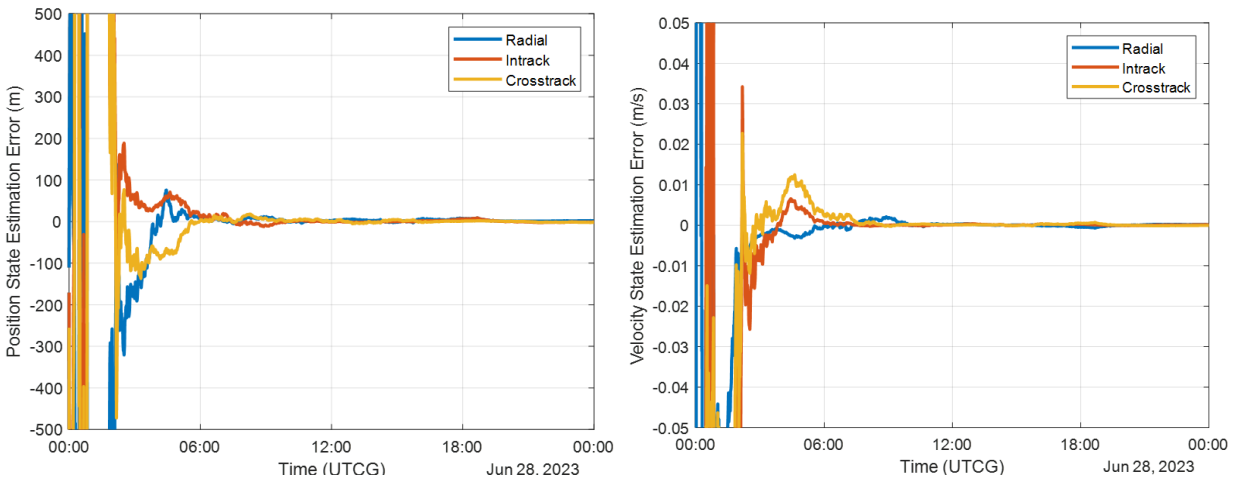 500
400
300
200
100
0
-100
-200
-300
-400
-500
Position State Estimation Error (m)
Radial
Intrack
Crosstrack
00:00 06:00 12:00 18:00 00:00
Time (UTCG)
Jun 28. 2023
0.05
0.04
0.03
0.02
0.01
0
-0.01
-0.02
-0.03
-0.04
-0.05
Velocity State Estimation Error (m/s)
Radial
Intrack
Crosstrack
00:00 06:00 12:00 18:00 00:00
Time (UTCG)
Jun 28, 2023